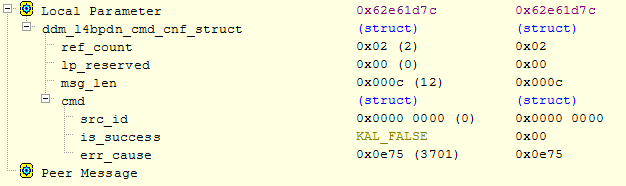 Local Parameter 0x62e61d7c 0x62e61d7c
ddm_l4bpdn_cmd_cnf_struct (struct) (struct)
ref_count 0x02 (2) 0x02
lp_reserved 0x00 (0) 0x00
msg_len 0x000c (12) 0x000c
cmd (struct) (struct)
src_id 0x0000 0000 (0) 0x0000 0000
is_success KAL_FALSE 0x00
err_cause 0x0e75 (3701) 0x0e75
Peer Message